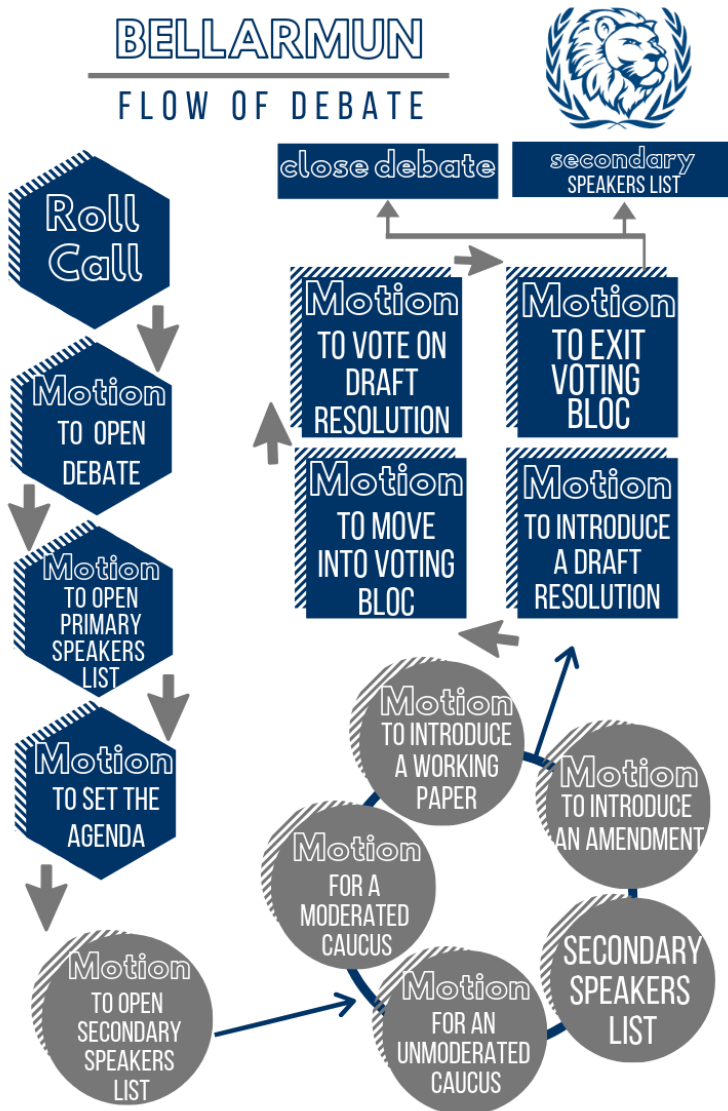 BELLARMUN
FLOW OF DEBATE
Roll
Call
Motion
TO OPEN
DEBATE
Motion
TO OPEN
PRIMARY
SPEAKERS
LIST
Motion
TO SET THE
AGENDA
Motion
TO OPEN
SECONDARY
SPEAKERS
LIST
Motion
FOR A
MODERATED
CAUCUS
Motion
TO INTRODUCE
A WORKING
PAPER
Motion
TO INTRODUCE
AN AMENDMENT
SECONDARY
SPEAKERS
LIST
Motion
FOR AN
UNMODERATED
CAUCUS
Motion
TO INTRODUCE
A DRAFT
RESOLUTION
Motion
TO MOVE
INTO VOTING
BLOC
Motion
TO VOTE ON
DRAFT
RESOLUTION
Motion
TO EXIT
VOTING
BLOC
close debate
secondary
SPEAKERS LIST